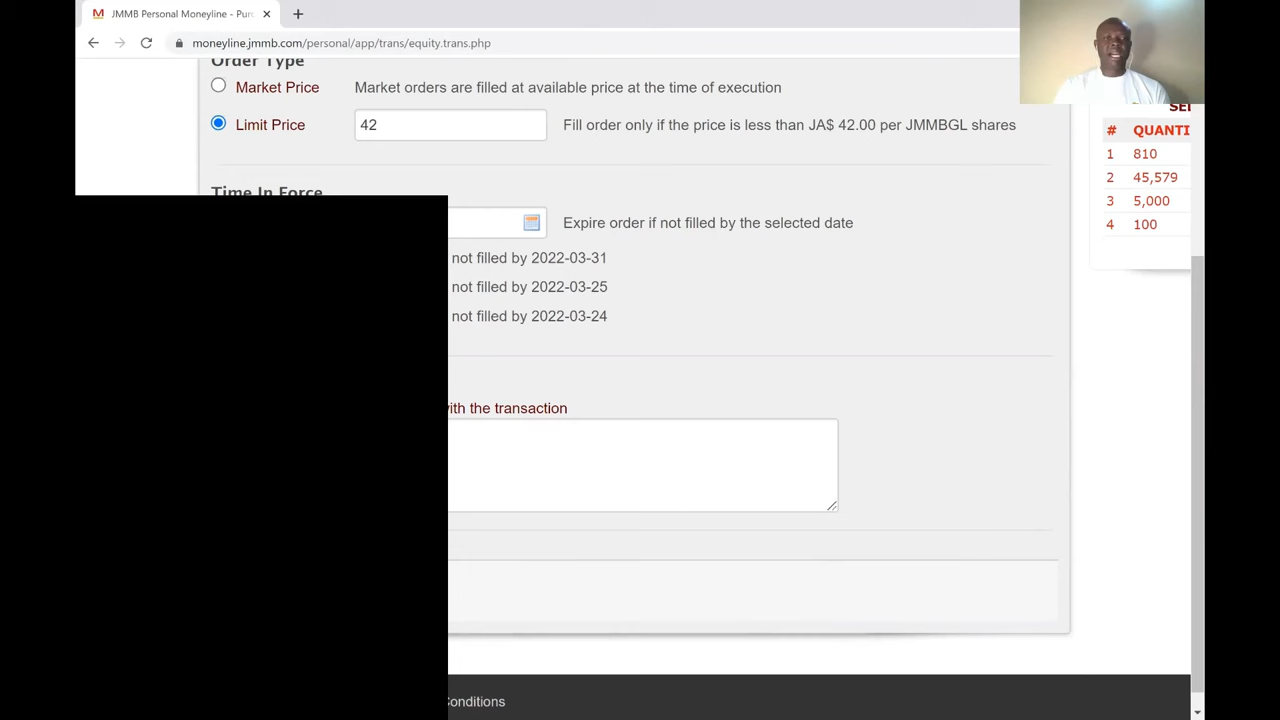 JMMB Personal Moneyline - Pur
moneyline.jmmb.com/personal/app/trans/equity.trans.php
Order Type
Market Price Market orders are filled at available price at the time of execution
Limit Price 42 Fill order only if the price is less than JA$ 42.00 per JMMBGL shares
Time In Force
Expire order if not filled by the selected date
not filled by 2022-03-31
not filled by 2022-03-25
not filled by 2022-03-24
with the transaction
Conditions
SEL
# QUANTI
1 810
2 45,579
3 5,000
4 100